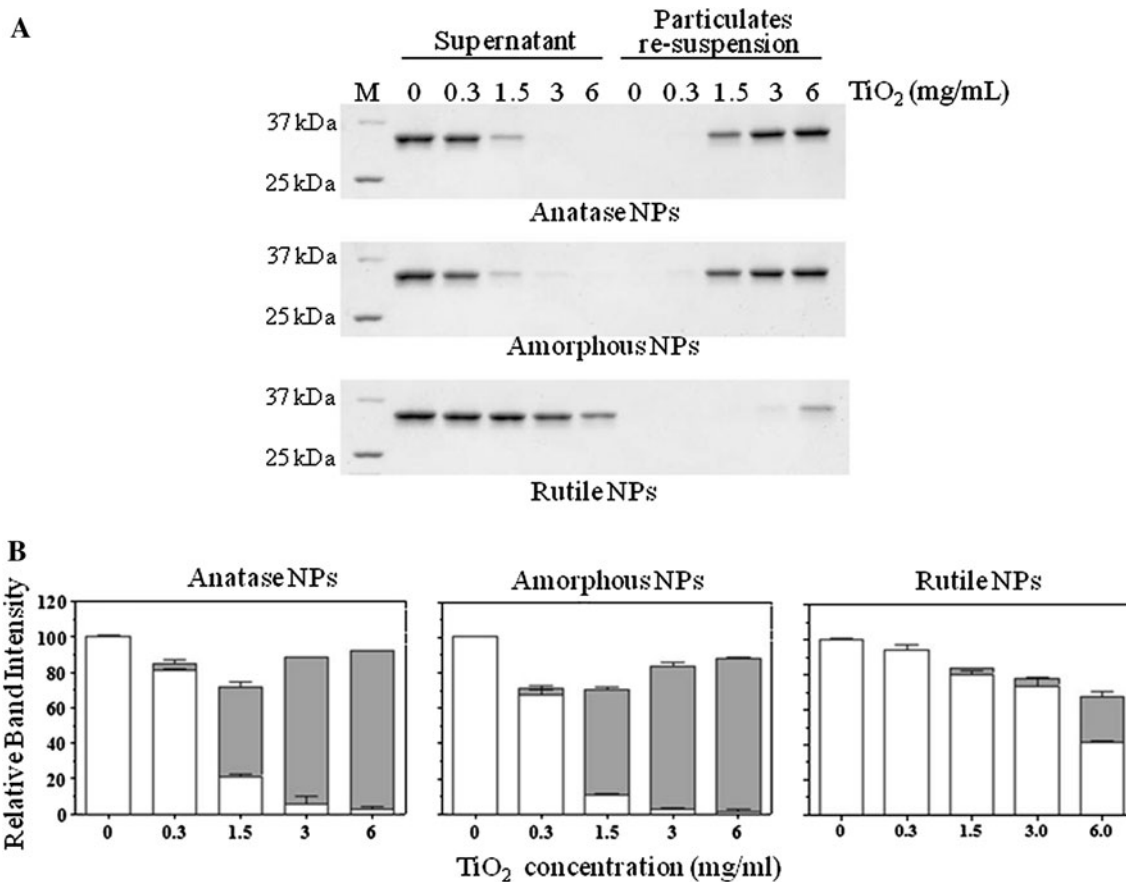 A
Supernatant
Particulates
re-suspension
M 0 0.3 1.5 3 6 0 0.3 1.5 3 6 TiO₂ (mg/mL)
37 kDa
25 kDa
Anatase NPs
37 kDa
25 kDa
Amorphous NPs
37 kDa
25 kDa
Rutile NPs
B
Anatase NPs
Amorphous NPs
Rutile NPs
Relative Band Intensity
120
100
80
60
40
20
0
0 0.3 1.5 3 6
0 0.3 1.5 3 6
0 0.3 1.5 3.0 6.0
TiO₂ concentration (mg/ml)